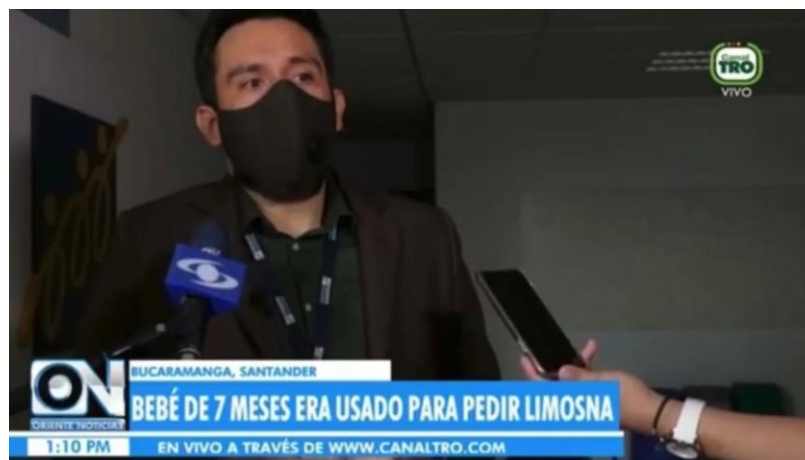 Canal
TRO
VIVO
BUCARAMANGA, SANTANDER
ON
BEBÉ DE 7 MESES ERA USADO PARA PEDIR LIMOSNA
ORIENTE NOTICIAS
1:10 PM
EN VIVO A TRAVÉS DE WWW.CANALTRO.COM